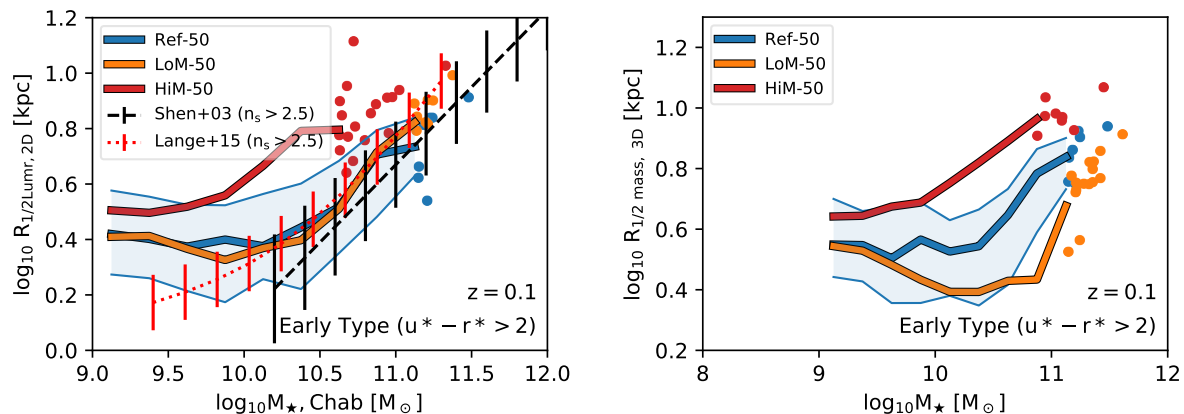 log₁₀ R₁/₂Lumr, 2D [kpc]
1.2
1.0
0.8
0.6
0.4
0.2
0.0
Ref-50
LoM-50
HiM-50
Shen+03 (nₛ > 2.5)
Lange+15 (nₛ > 2.5)
z = 0.1
Early Type (u* − r* > 2)
9.0 9.5 10.0 10.5 11.0 11.5 12.0
log₁₀M★, Chab [M⊙]
log₁₀ R₁/₂ mass, 3D [kpc]
1.2
1.0
0.8
0.6
0.4
0.2
Ref-50
LoM-50
HiM-50
z = 0.1
Early Type (u* − r* > 2)
8 9 10 11 12
log₁₀M★ [M⊙]